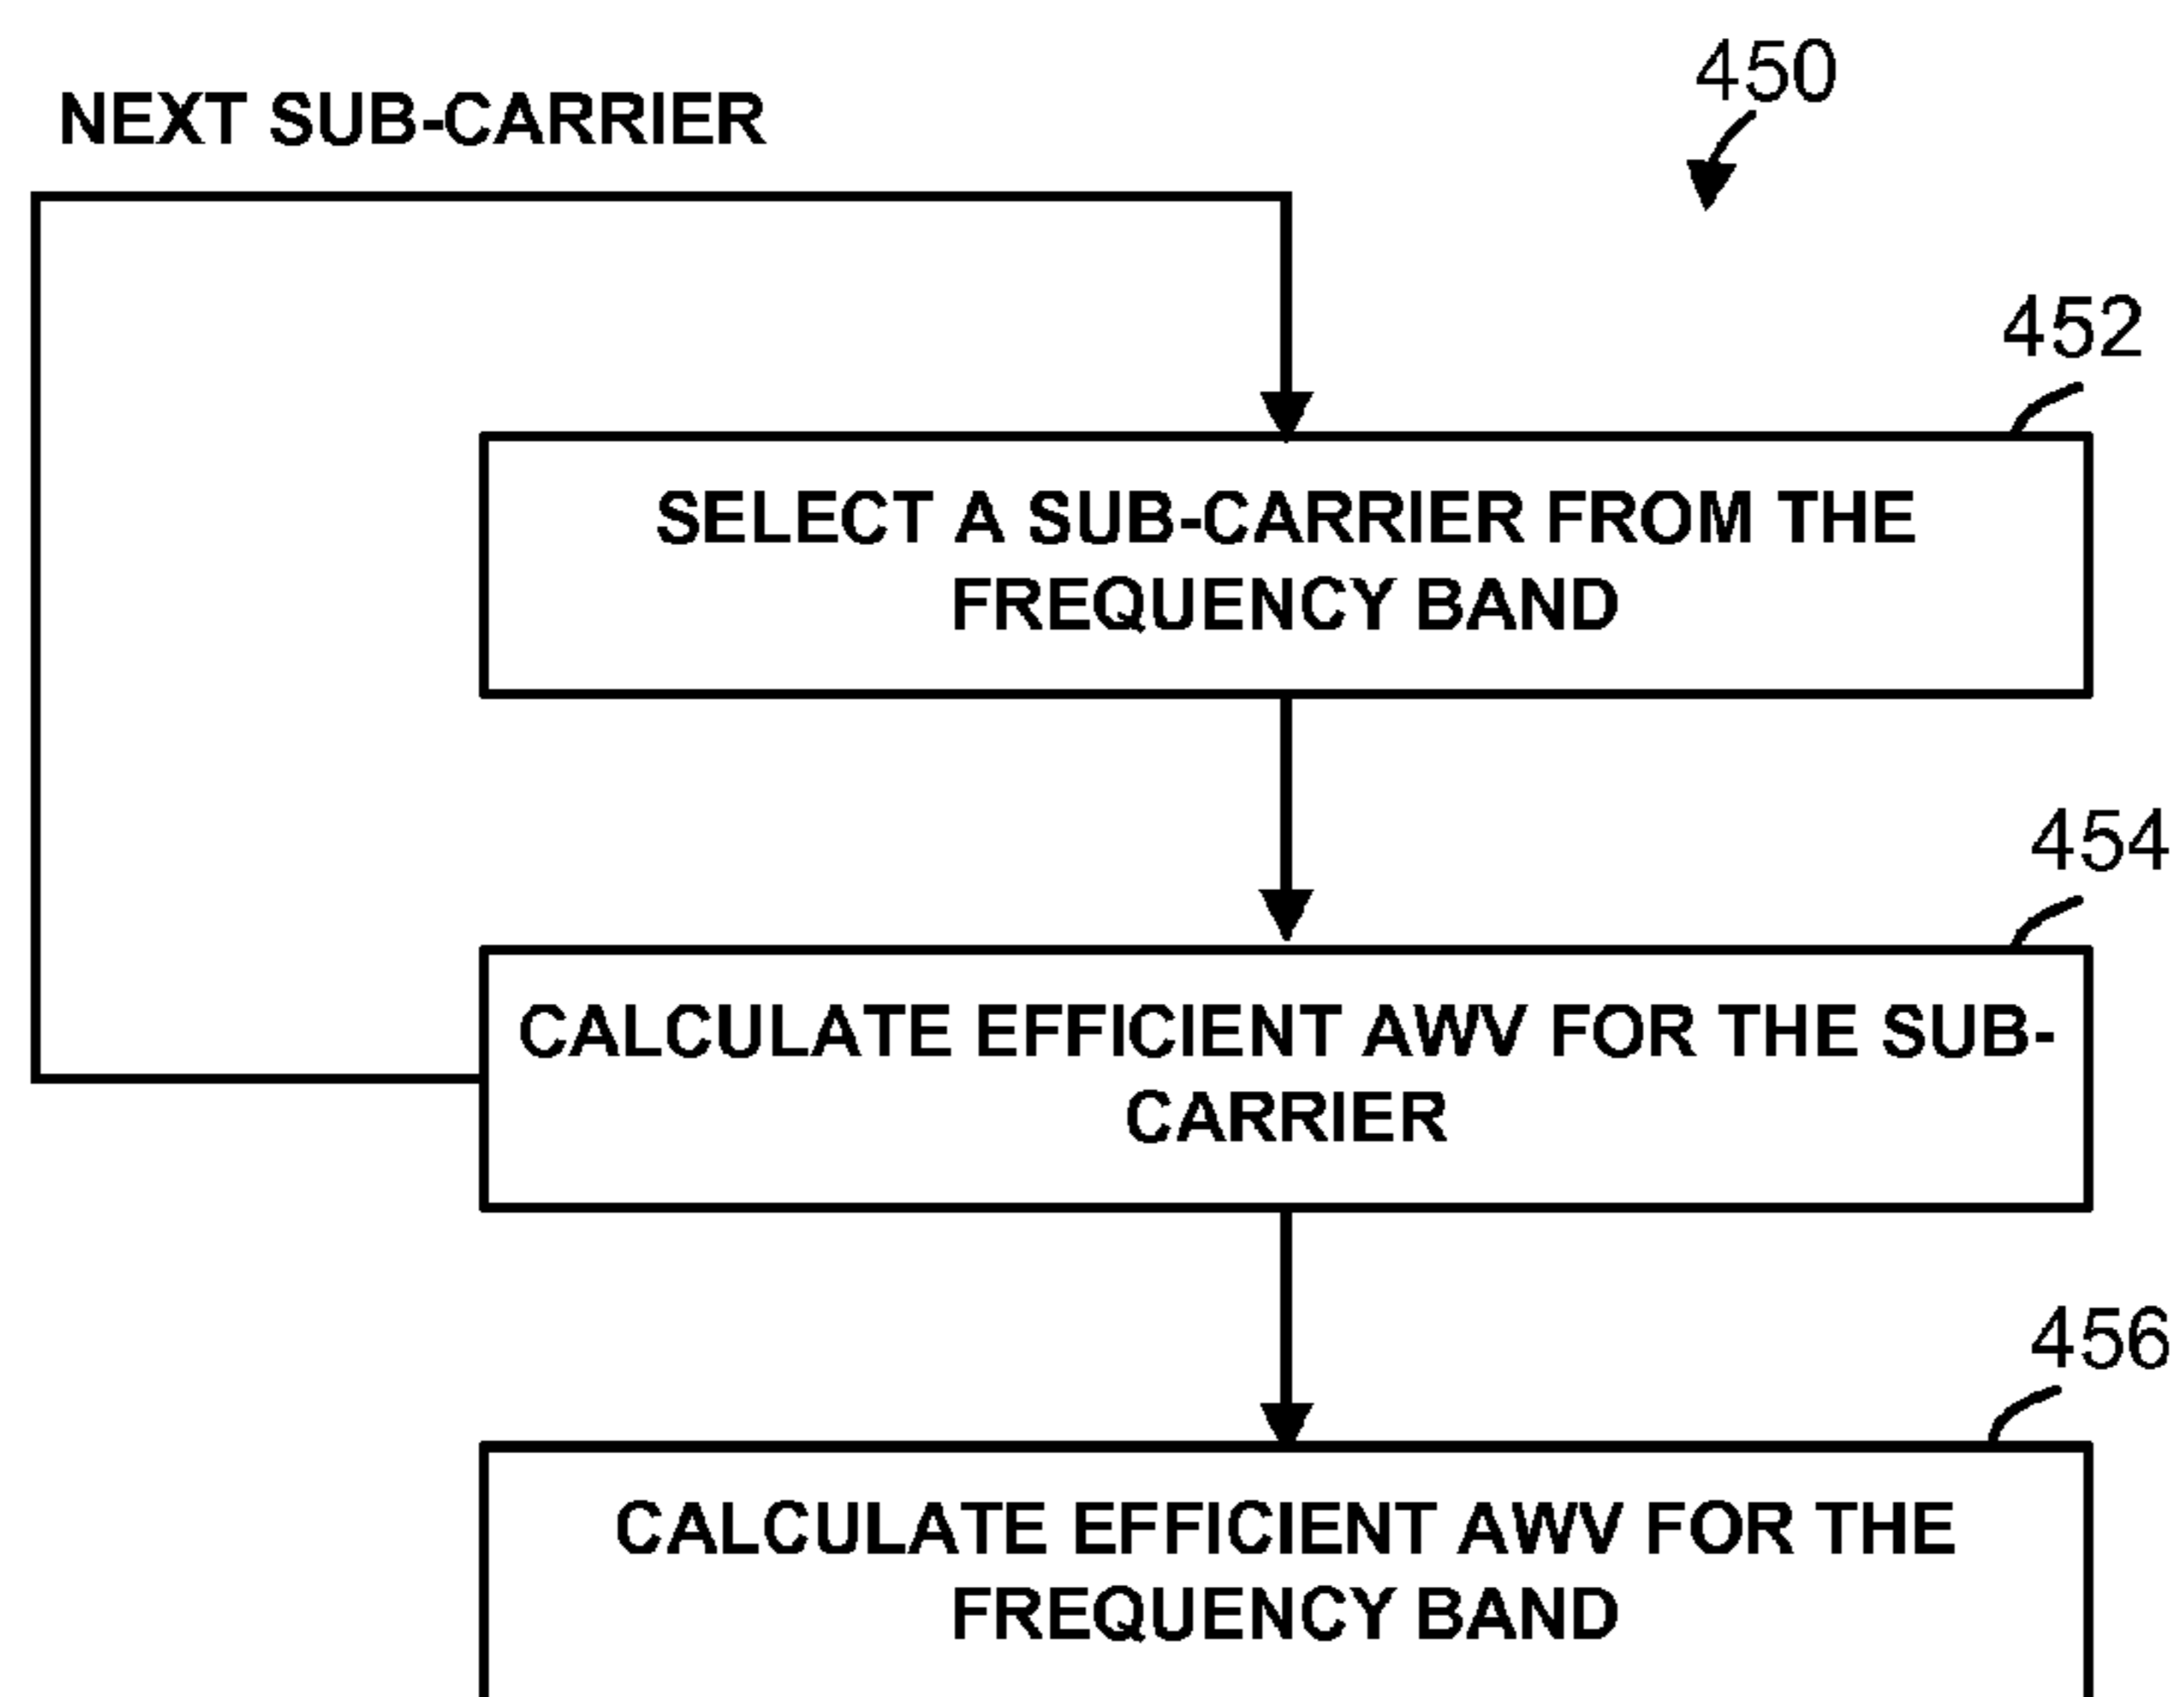 450
NEXT SUB-CARRIER
452
SELECT A SUB-CARRIER FROM THE
FREQUENCY BAND
454
CALCULATE EFFICIENT AWV FOR THE SUB-
CARRIER
456
CALCULATE EFFICIENT AWV FOR THE
FREQUENCY BAND